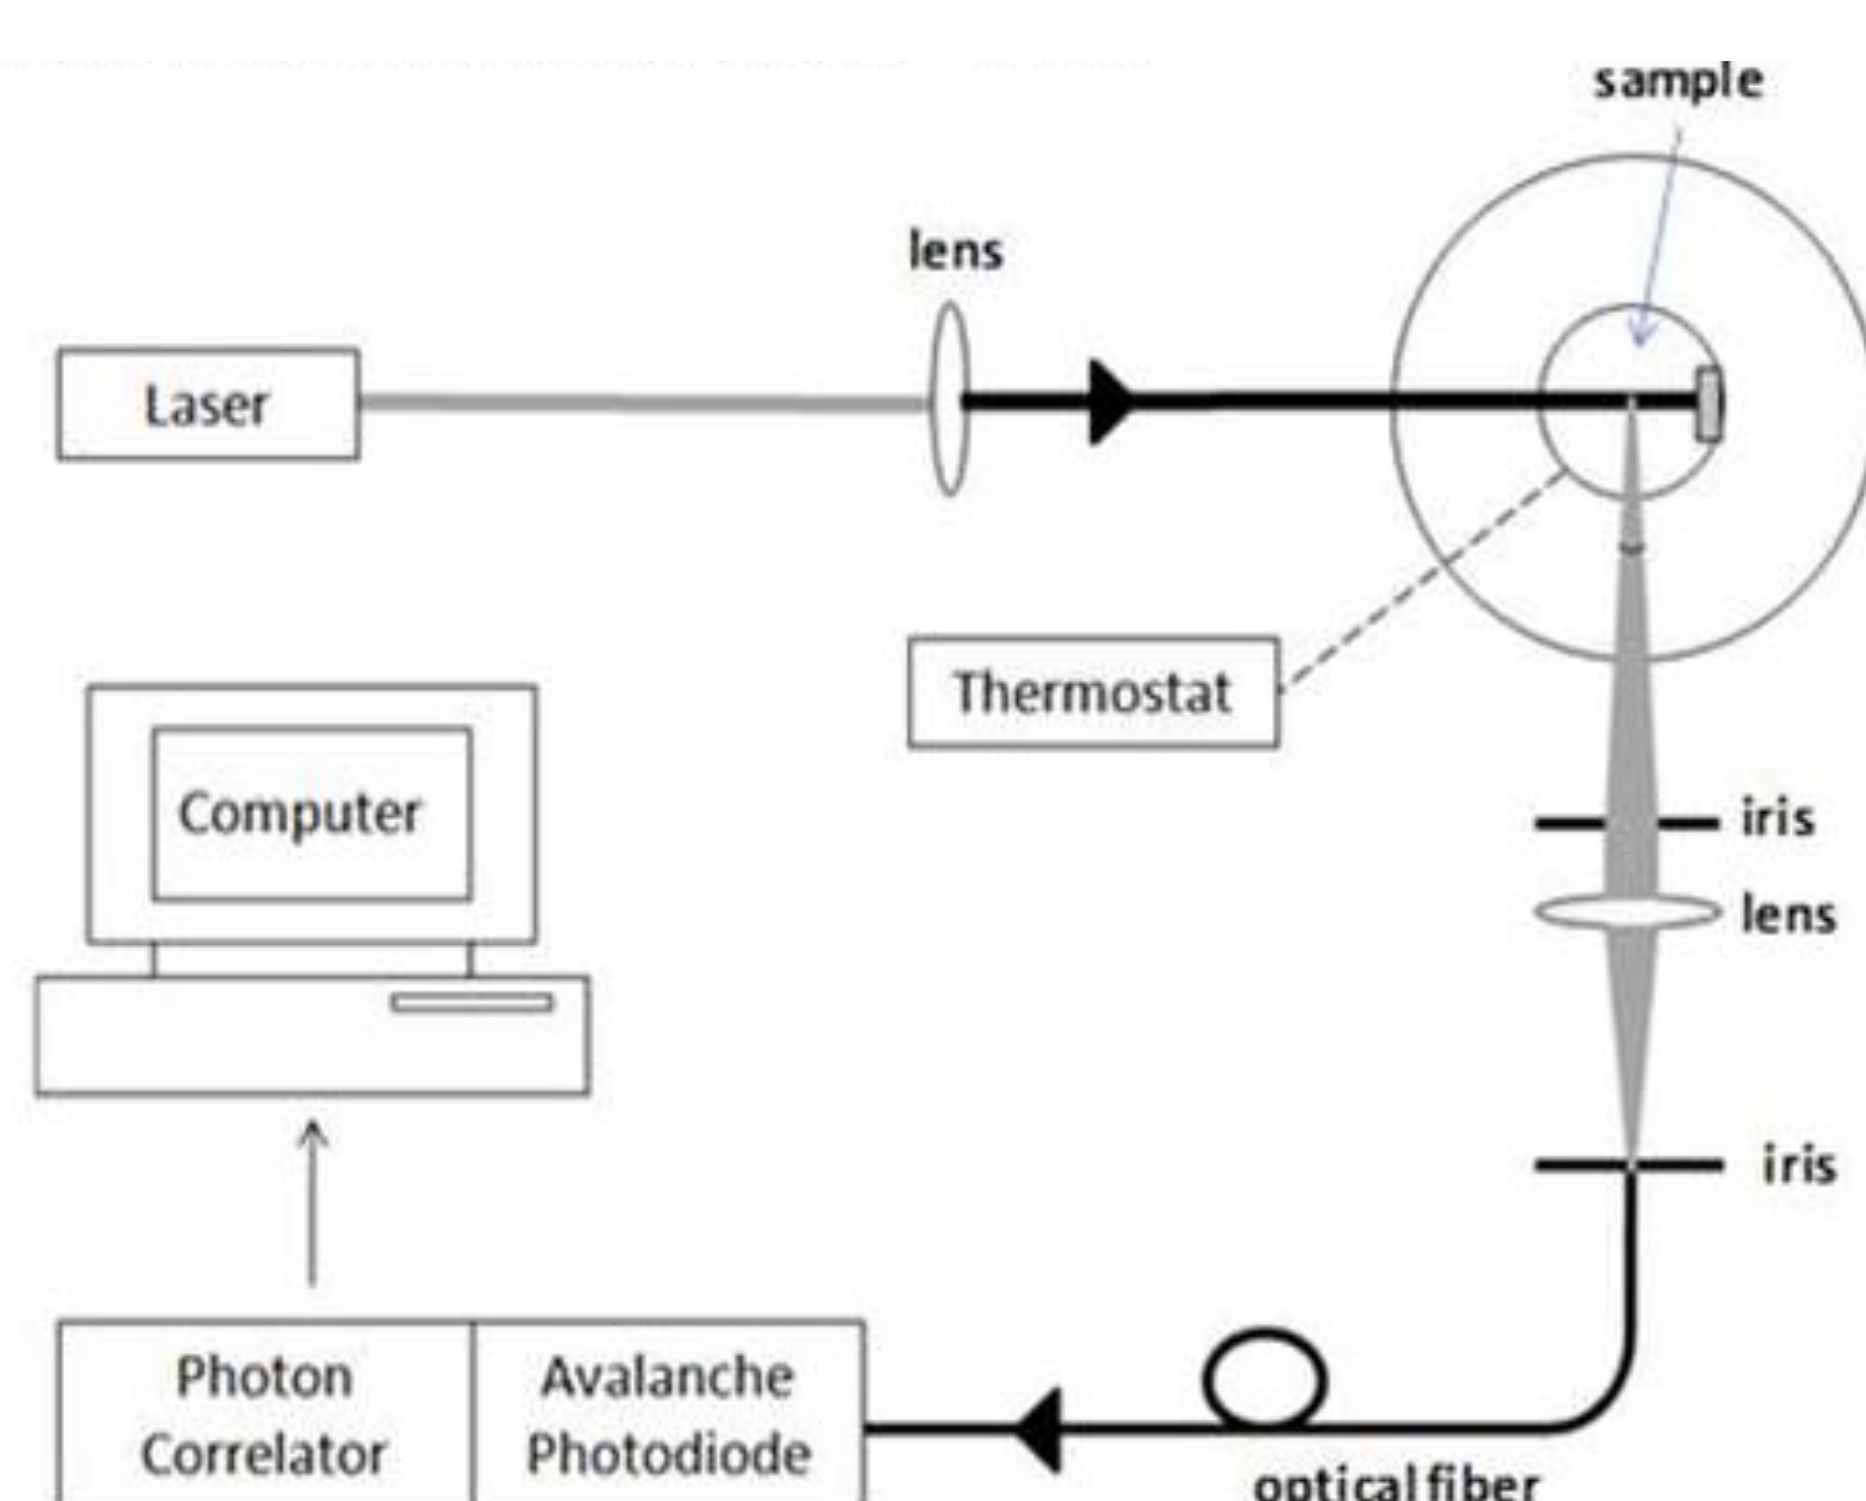 sample
lens
Laser
Thermostat
Computer
iris
lens
iris
Photon
Correlator
Avalanche
Photodiode
optical fiber